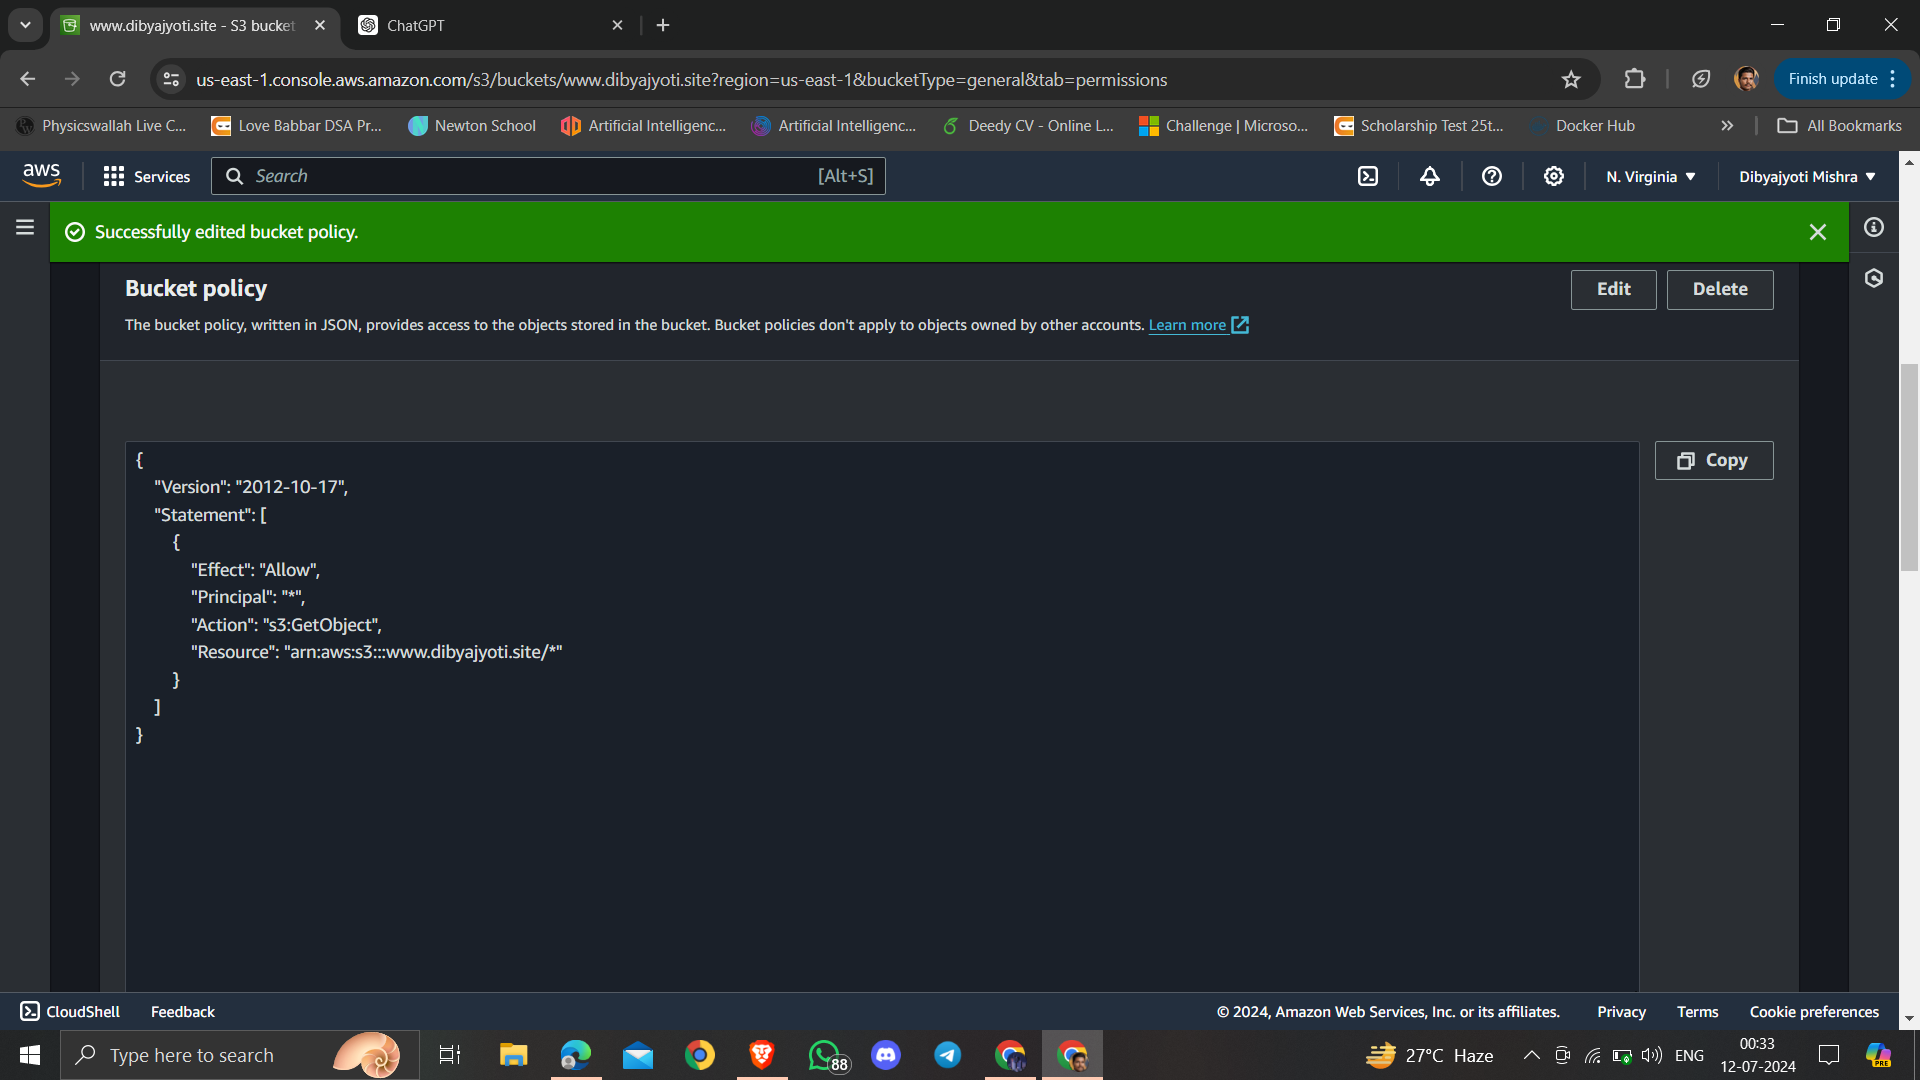 www.dibyajyoti.site - S3 bucket
ChatGPT
us-east-1.console.aws.amazon.com/s3/buckets/www.dibyajyoti.site?region=us-east-1&bucketType=general&tab=permissions
Finish update
Physicswallah Live C...
Love Babbar DSA Pr...
Newton School
Artificial Intelligenc...
Artificial Intelligenc...
Deedy CV - Online L...
Challenge | Microso...
Scholarship Test 25t...
Docker Hub
All Bookmarks
aws
Services
Search
[Alt+S]
N. Virginia
Dibyajyoti Mishra
Successfully edited bucket policy.
Bucket policy
Edit
Delete
The bucket policy, written in JSON, provides access to the objects stored in the bucket. Bucket policies don't apply to objects owned by other accounts. Learn more
Copy
{
"Version": "2012-10-17",
"Statement": [
{
"Effect": "Allow",
"Principal": "*",
"Action": "s3:GetObject",
"Resource": "arn:aws:s3:::www.dibyajyoti.site/*"
}
]
}
CloudShell
Feedback
© 2024, Amazon Web Services, Inc. or its affiliates.
Privacy
Terms
Cookie preferences
Type here to search
88
27°C Haze
ENG
00:33
12-07-2024
PRE